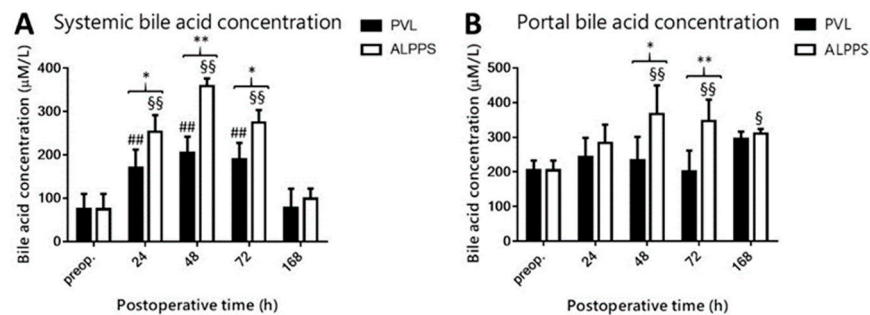 A Systemic bile acid concentration
PVL
ALPPS
Bile acid concentration (μM/L)
400
300
200
100
0
* ** *
## §§ ## §§ ## §§
preop. 24 48 72 168
Postoperative time (h)
B Portal bile acid concentration
PVL
ALPPS
Bile acid concentration (μM/L)
500
400
300
200
100
0
* **
§§ §§ §
preop. 24 48 72 168
Postoperative time (h)